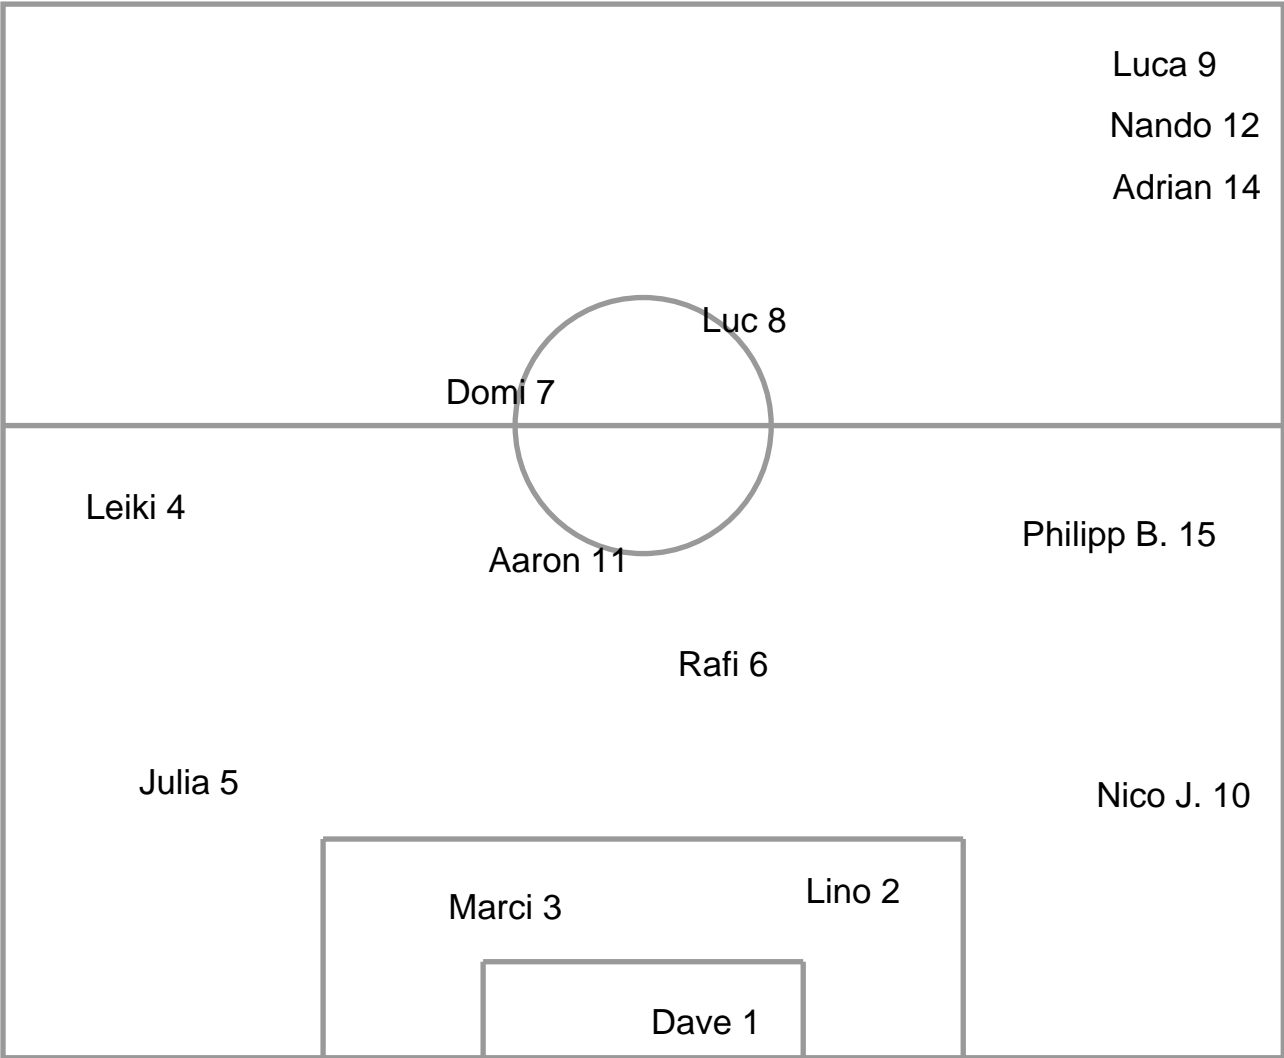 Luca 9
Nando 12
Adrian 14
Luc 8
Domi 7
Leiki 4
Philipp B. 15
Aaron 11
Rafi 6
Julia 5
Nico J. 10
Lino 2
Marci 3
Dave 1